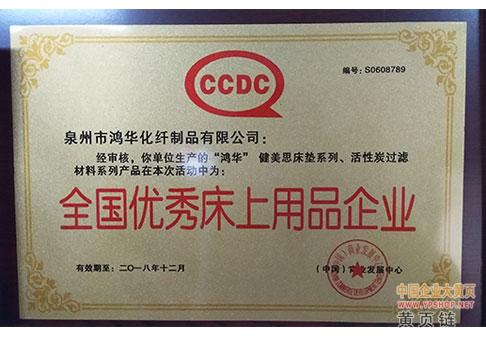 CCDC
编号：S0608789
泉州市鸿华化纤制品有限公司：
经审核，你单位生产的“鸿华” 健美思床垫系列、活性炭过滤
材料系列产品在本次活动中为：
全国优秀床上用品企业
有效期至：二〇一八年十二月
（中国）商业发展中心
中国企业大黄页
WWW.YPSHOP.NET
黄页链